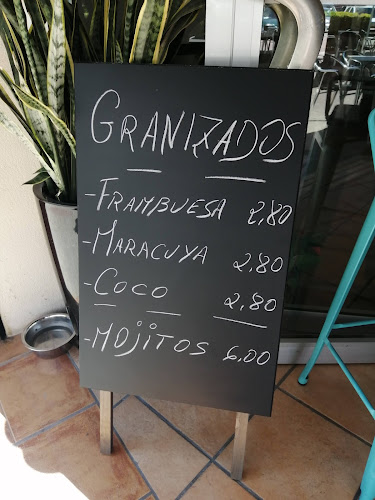 GRANIZADOS
-FRAMBUESA 2,80
-MARACUYA 2,80
-COCO 2,80
-MOjiTOS 6,00